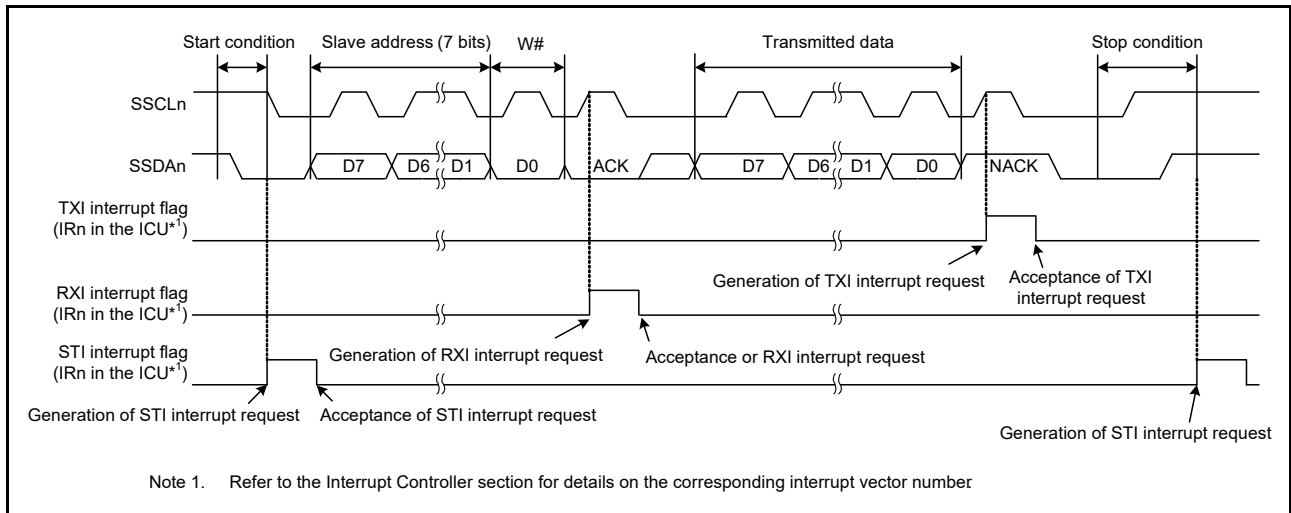 Start condition
Slave address (7 bits)
W#
Transmitted data
Stop condition
SSCLn
SSDAn
D7
D6
D1
D0
ACK
D7
D6
D1
D0
NACK
TXI interrupt flag
(IRn in the ICU*1)
Generation of TXI interrupt request
Acceptance of TXI
interrupt request
RXI interrupt flag
(IRn in the ICU*1)
Generation of RXI interrupt request
Acceptance or RXI interrupt request
STI interrupt flag
(IRn in the ICU*1)
Generation of STI interrupt request
Acceptance of STI interrupt request
Generation of STI interrupt request
Note 1. Refer to the Interrupt Controller section for details on the corresponding interrupt vector number